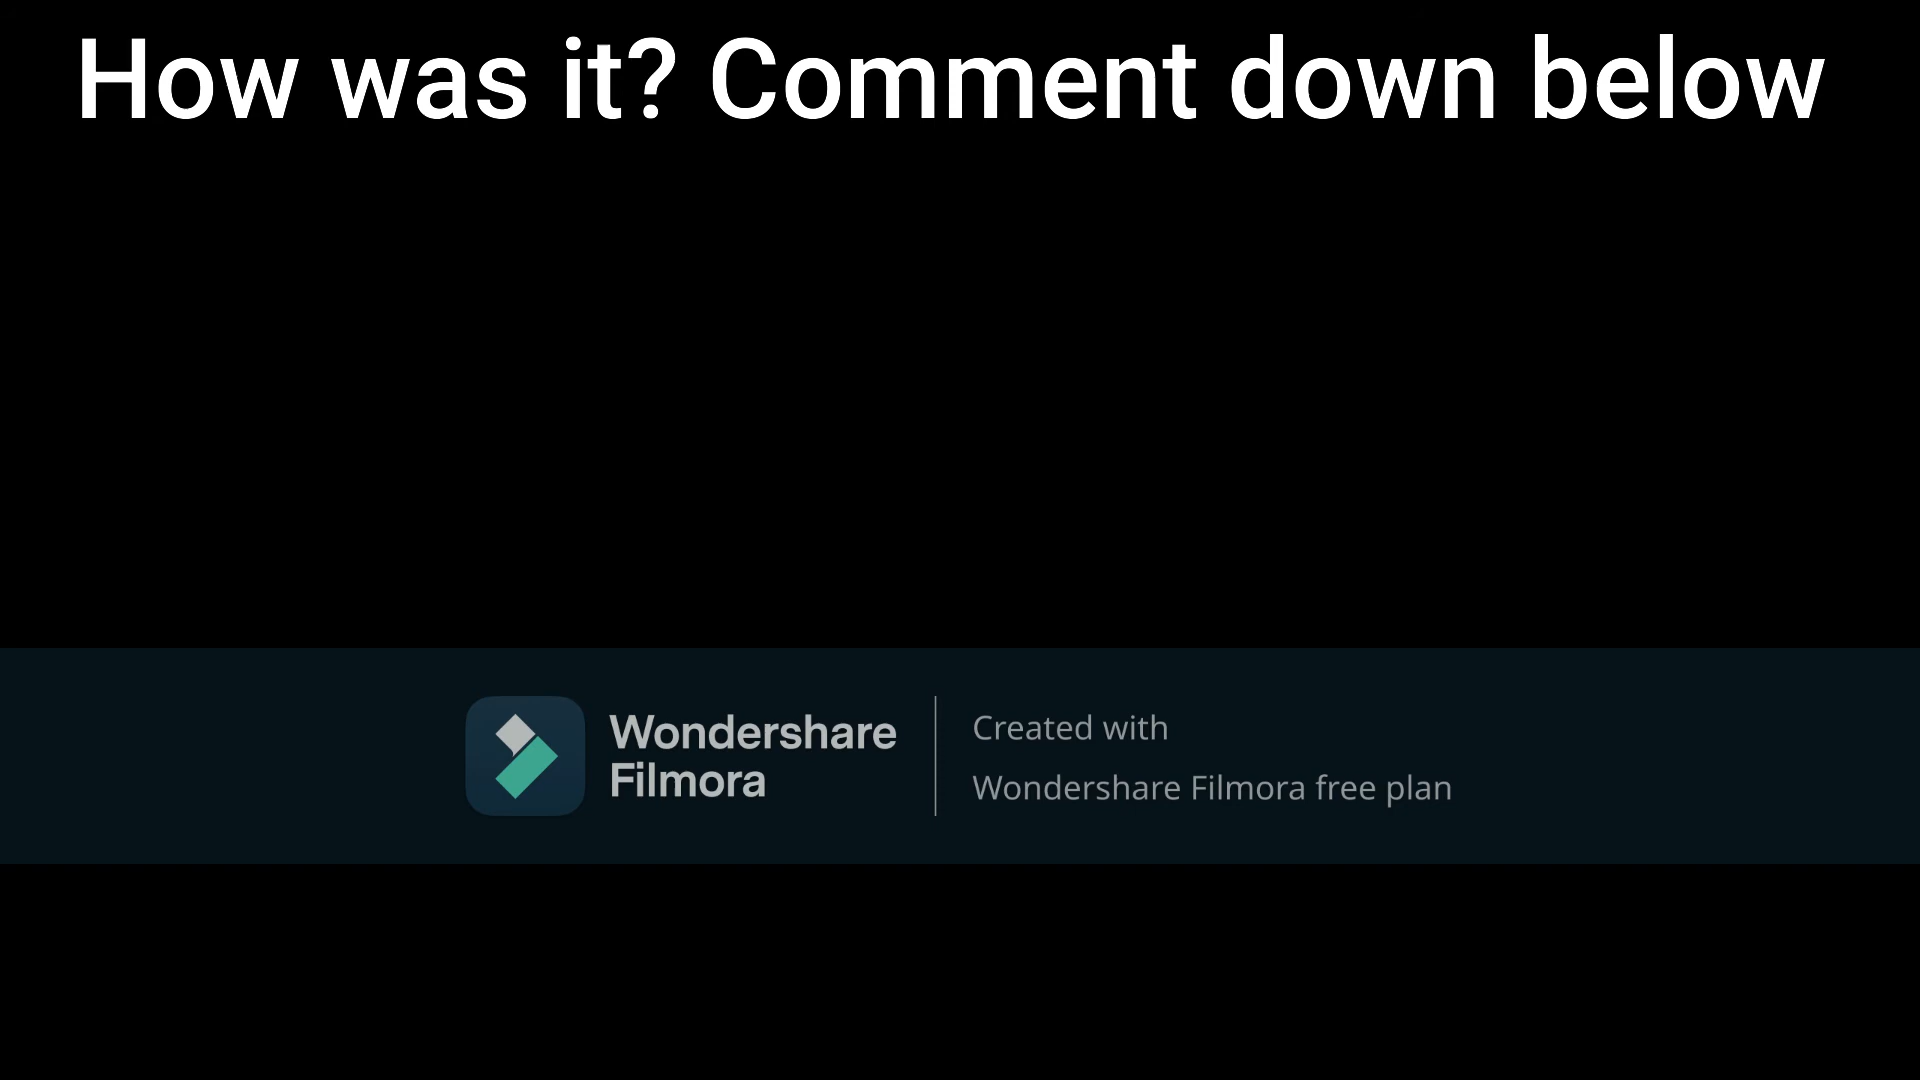 How was it? Comment down below
Wondershare
Filmora
Created with
Wondershare Filmora free plan